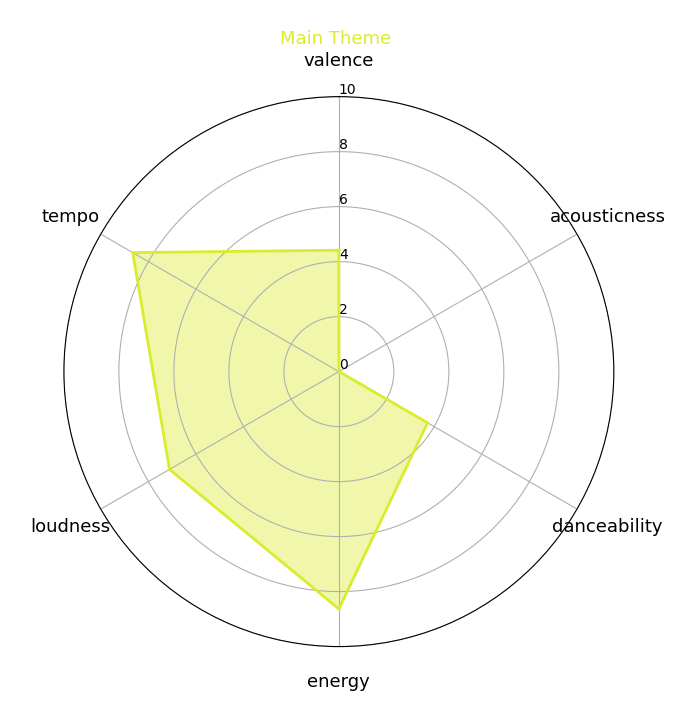 Main Theme
valence
10
8
tempo
6
acousticness
4
2
0
loudness
danceability
energy